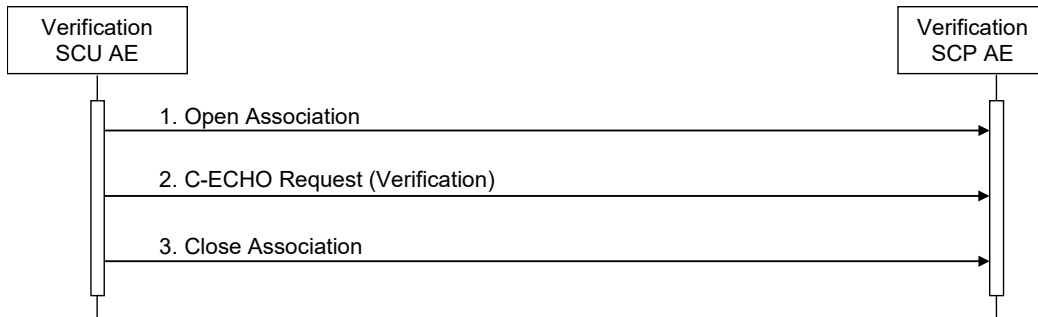 Verification
SCU AE
Verification
SCP AE
1. Open Association
2. C-ECHO Request (Verification)
3. Close Association